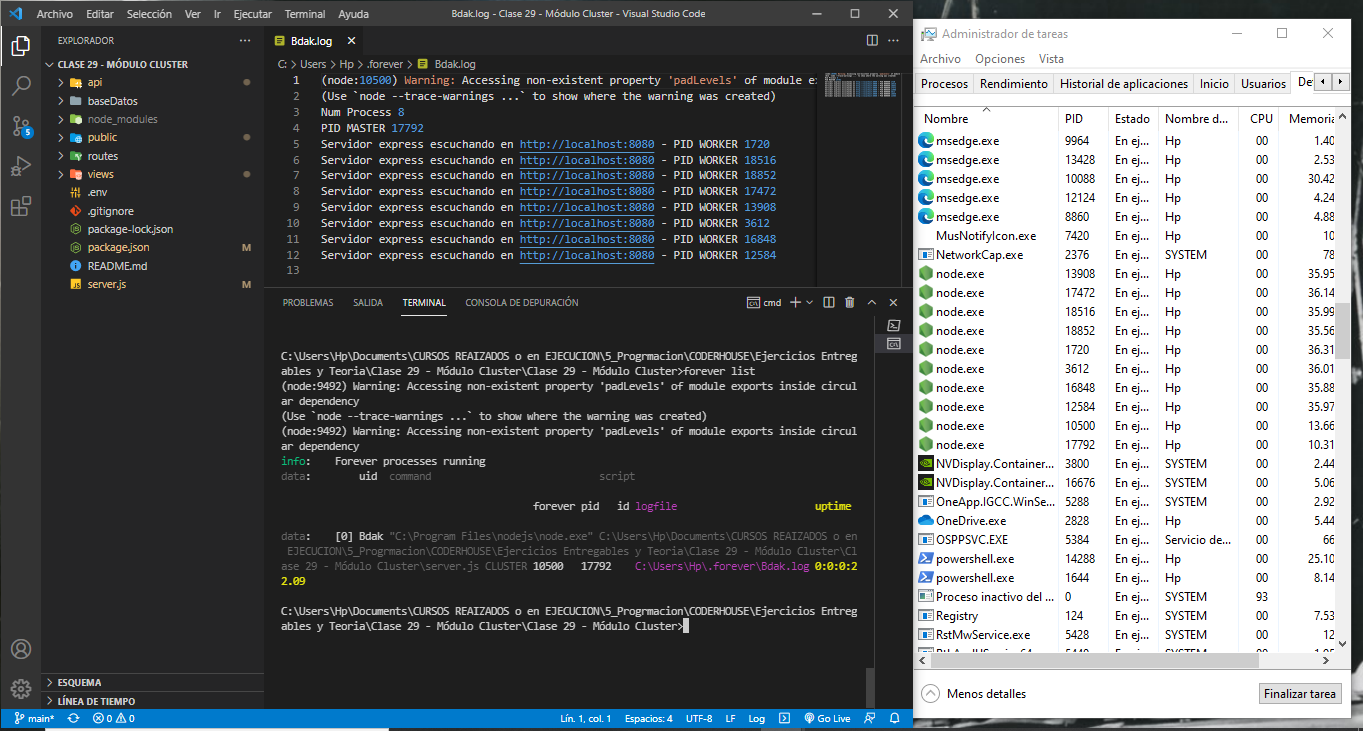 Archivo Editar Selección Ver Ir Ejecutar Terminal Ayuda
Bdak.log - Clase 29 - Módulo Cluster - Visual Studio Code
EXPLORADOR
CLASE 29 - MÓDULO CLUSTER
api
baseDatos
node_modules
public
routes
views
.env
.gitignore
package-lock.json
package.json M
README.md
server.js M
5
ESQUEMA
LÍNEA DE TIEMPO
Bdak.log
C: > Users > Hp > .forever > Bdak.log
1 (node:10500) Warning: Accessing non-existent property 'padLevels' of module e
2 (Use `node --trace-warnings ...` to show where the warning was created)
3 Num Process 8
4 PID MASTER 17792
5 Servidor express escuchando en http://localhost:8080 - PID WORKER 1720
6 Servidor express escuchando en http://localhost:8080 - PID WORKER 18516
7 Servidor express escuchando en http://localhost:8080 - PID WORKER 18852
8 Servidor express escuchando en http://localhost:8080 - PID WORKER 17472
9 Servidor express escuchando en http://localhost:8080 - PID WORKER 13908
10 Servidor express escuchando en http://localhost:8080 - PID WORKER 3612
11 Servidor express escuchando en http://localhost:8080 - PID WORKER 16848
12 Servidor express escuchando en http://localhost:8080 - PID WORKER 12584
13
PROBLEMAS SALIDA TERMINAL CONSOLA DE DEPURACIÓN
cmd
C:\Users\Hp\Documents\CURSOS REAIZADOS o en EJECUCION\5_Progrmacion\CODERHOUSE\Ejercicios Entreg
ables y Teoria\Clase 29 - Módulo Cluster\Clase 29 - Módulo Cluster>forever list
(node:9492) Warning: Accessing non-existent property 'padLevels' of module exports inside circul
ar dependency
(Use `node --trace-warnings ...` to show where the warning was created)
(node:9492) Warning: Accessing non-existent property 'padLevels' of module exports inside circul
ar dependency
info: Forever processes running
data: uid command script
forever pid id logfile uptime
data: [0] Bdak "C:\Program Files\nodejs\node.exe" C:\Users\Hp\Documents\CURSOS REAIZADOS o en
EJECUCION\5_Progrmacion\CODERHOUSE\Ejercicios Entregables y Teoria\Clase 29 - Módulo Cluster\Cl
ase 29 - Módulo Cluster\server.js CLUSTER 10500 17792 C:\Users\Hp\.forever\Bdak.log 0:0:0:2
2.09
C:\Users\Hp\Documents\CURSOS REAIZADOS o en EJECUCION\5_Progrmacion\CODERHOUSE\Ejercicios Entreg
ables y Teoria\Clase 29 - Módulo Cluster\Clase 29 - Módulo Cluster>
main* 0 0 Lín. 1, col. 1 Espacios: 4 UTF-8 LF Log Go Live
Administrador de tareas
Archivo Opciones Vista
Procesos Rendimiento Historial de aplicaciones Inicio Usuarios De
Nombre PID Estado Nombre d... CPU Memoria
msedge.exe 9964 En ej... Hp 00 1.40
msedge.exe 13428 En ej... Hp 00 2.53
msedge.exe 10088 En ej... Hp 00 30.42
msedge.exe 12124 En ej... Hp 00 4.24
msedge.exe 8860 En ej... Hp 00 4.88
MusNotifyIcon.exe 7420 En ej... Hp 00 10
NetworkCap.exe 2376 En ej... SYSTEM 00 78
node.exe 13908 En ej... Hp 00 35.95
node.exe 17472 En ej... Hp 00 36.14
node.exe 18516 En ej... Hp 00 35.99
node.exe 18852 En ej... Hp 00 35.56
node.exe 1720 En ej... Hp 00 36.31
node.exe 3612 En ej... Hp 00 36.01
node.exe 16848 En ej... Hp 00 35.88
node.exe 12584 En ej... Hp 00 35.97
node.exe 10500 En ej... Hp 00 13.66
node.exe 17792 En ej... Hp 00 10.31
NVDisplay.Container... 3800 En ej... SYSTEM 00 2.44
NVDisplay.Container... 16676 En ej... SYSTEM 00 5.06
OneApp.IGCC.WinSe... 5288 En ej... SYSTEM 00 2.92
OneDrive.exe 2828 En ej... Hp 00 5.44
OSPPSVC.EXE 5384 En ej... Servicio de... 00 66
powershell.exe 14288 En ej... Hp 00 25.10
powershell.exe 1644 En ej... Hp 00 8.14
Proceso inactivo del ... 0 En ej... SYSTEM 93
Registry 124 En ej... SYSTEM 00 7.53
RstMwService.exe 5428 En ej... SYSTEM 00 12
Menos detalles
Finalizar tarea